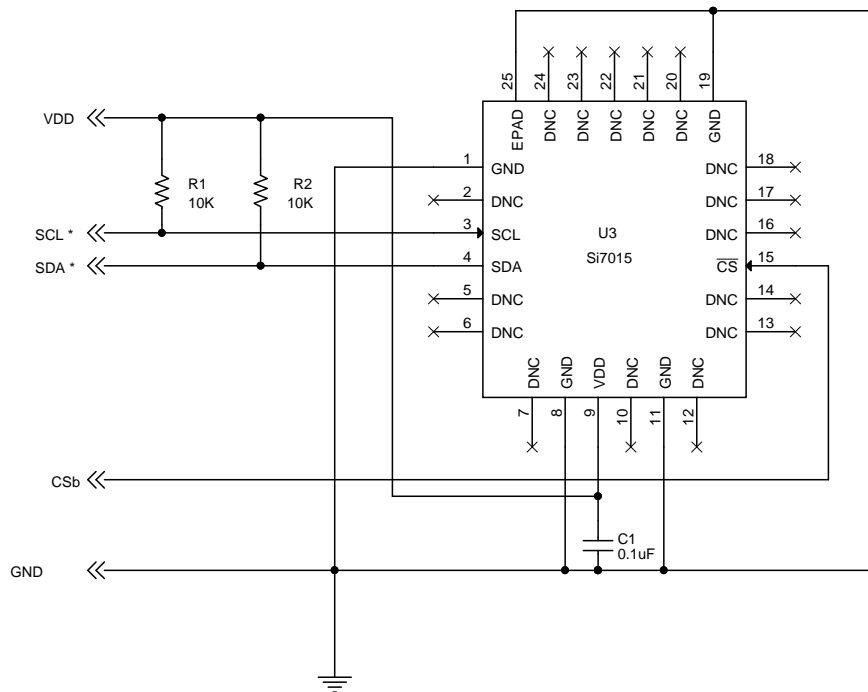 25
24
23
22
21
20
19
EPAD
DNC
DNC
DNC
DNC
DNC
GND
VDD
R1
10K
R2
10K
SCL *
SDA *
1
GND
2
DNC
3
SCL
4
SDA
5
DNC
6
DNC
U3
Si7015
DNC
18
DNC
17
DNC
16
CS
15
DNC
14
DNC
13
DNC
GND
VDD
DNC
GND
DNC
7
8
9
10
11
12
CSb
C1
0.1uF
GND